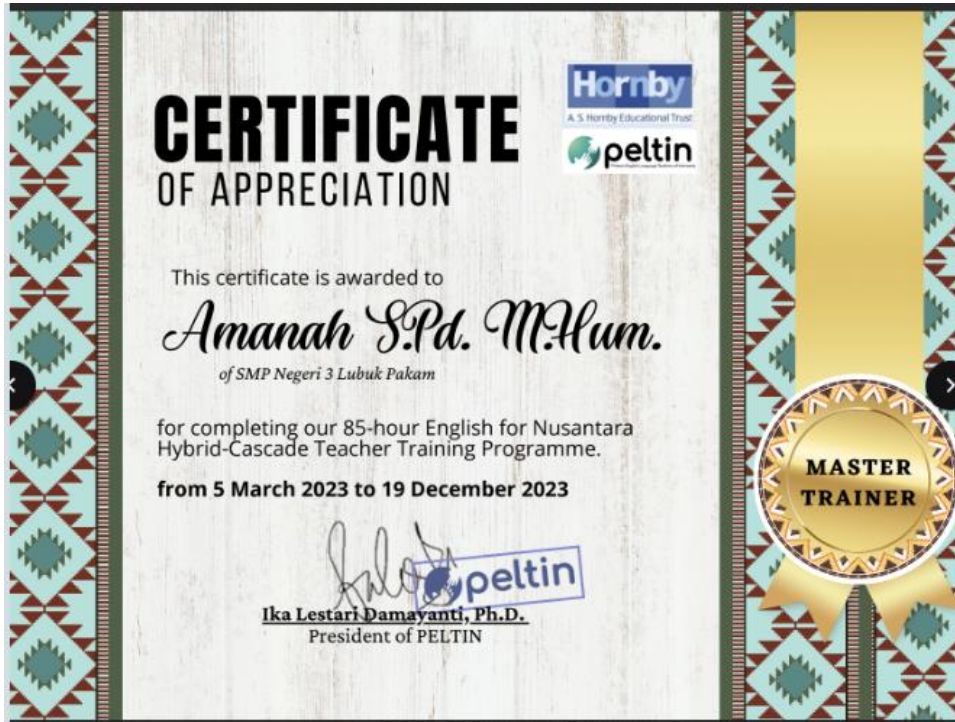 CERTIFICATE
OF APPRECIATION
Hornby
A. S. Hornby Educational Trust
peltin
This certificate is awarded to
Amanah S.Pd. M.Hum.
of SMP Negeri 3 Lubuk Pakam
for completing our 85-hour English for Nusantara
Hybrid-Cascade Teacher Training Programme.
from 5 March 2023 to 19 December 2023
MASTER
TRAINER
peltin
Ika Lestari Damayanti, Ph.D.
President of PELTIN